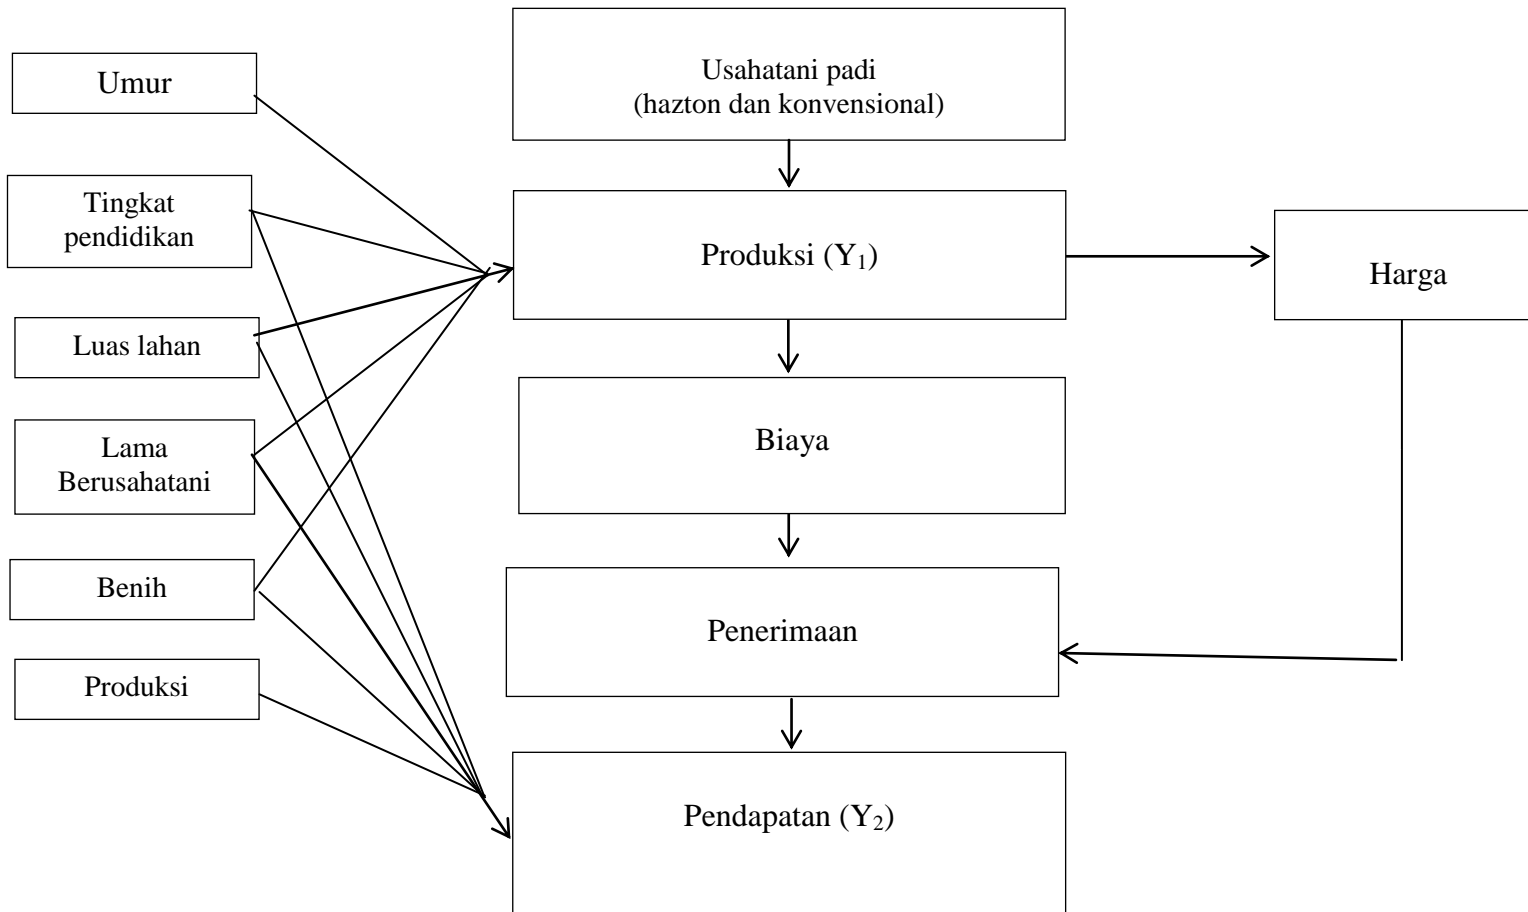 Umur
Tingkat
pendidikan
Luas lahan
Lama
Berusahatani
Benih
Produksi
Usahatani padi
(hazton dan konvensional)
Produksi (Y₁)
Biaya
Penerimaan
Pendapatan (Y₂)
Harga